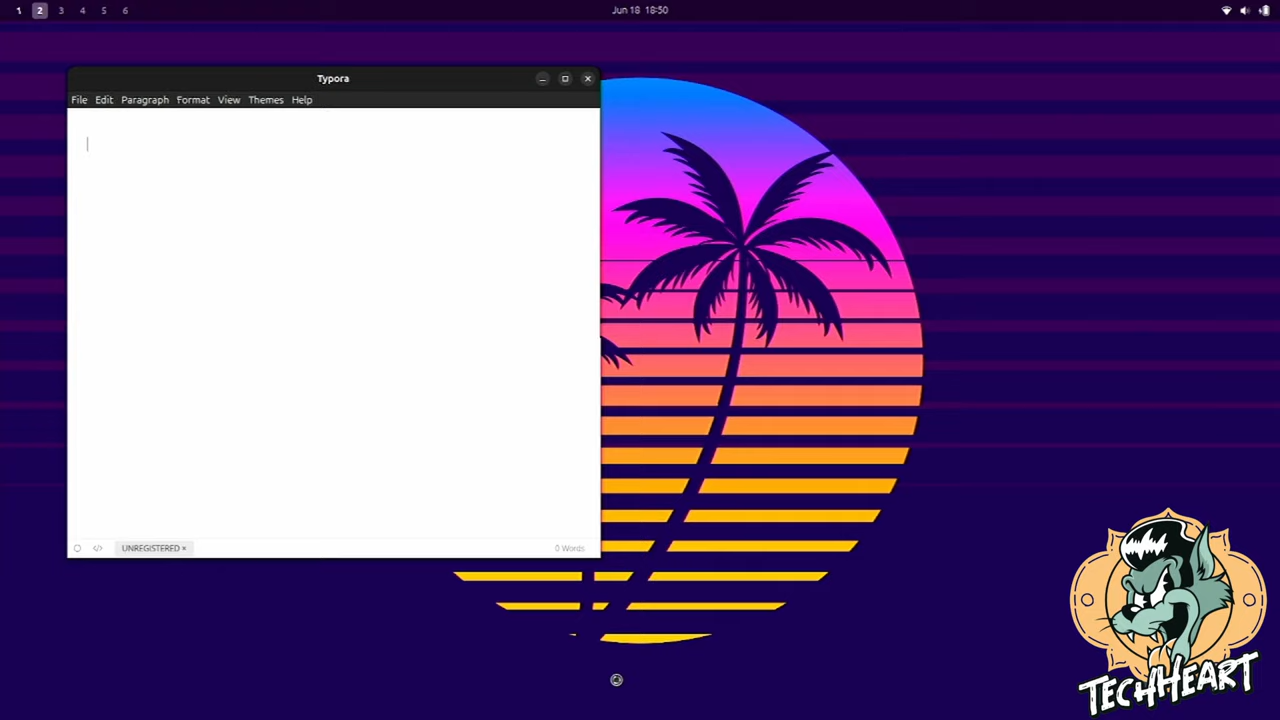 1 2 3 4 5 6
Jun 18 18:50
Typora
File Edit Paragraph Format View Themes Help
</> UNREGISTERED × 0 Words
TECHHEART